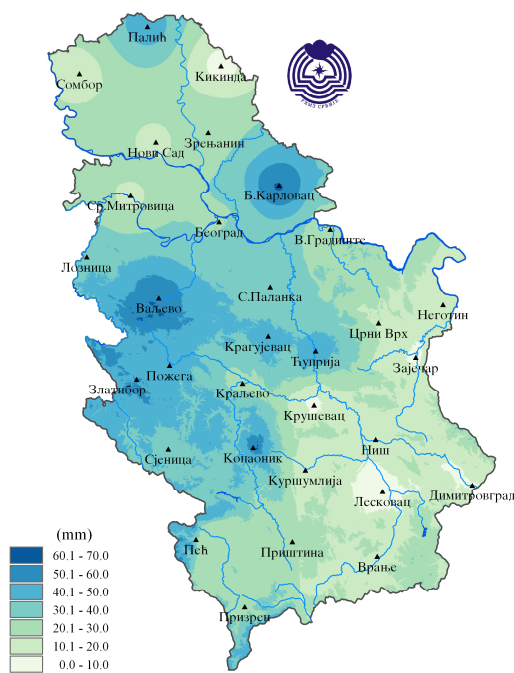 Палић
Кикинда
Сомбор
Зрењанин
Нови Сад
Б.Карловац
Ср.Митровица
Београд
В.Градиште
Лозница
С.Паланка
Ваљево
Неготин
Црни Врх
Крагујевац
Ћуприја
Зајечар
Пожега
Златибор
Краљево
Крушевац
Ниш
Сјеница
Копаоник
Куршумлија
Лесковац
Димитровград
Пећ
Приштина
Врање
Призрен
(mm)
60.1 - 70.0
50.1 - 60.0
40.1 - 50.0
30.1 - 40.0
20.1 - 30.0
10.1 - 20.0
0.0 - 10.0